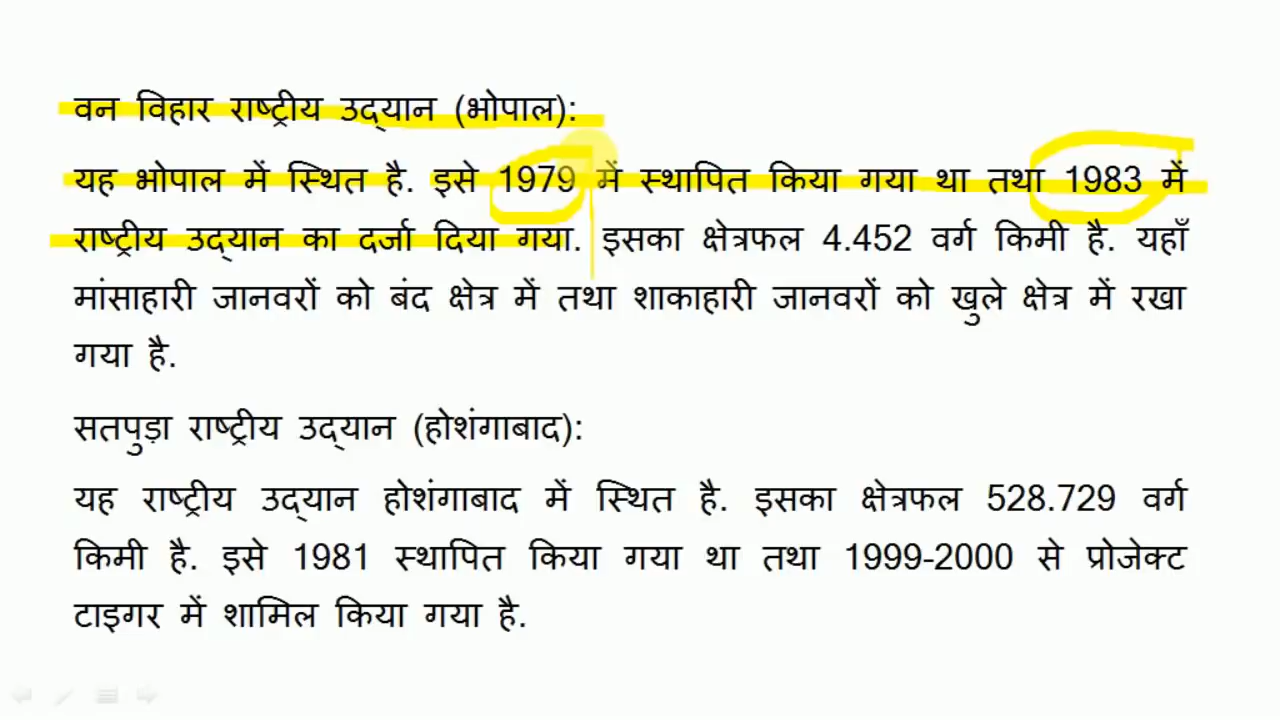 वन विहार राष्ट्रीय उद्यान (भोपाल):
यह भोपाल में स्थित है. इसे 1979 में स्थापित किया गया था तथा 1983 में
राष्ट्रीय उद्यान का दर्जा दिया गया. इसका क्षेत्रफल 4.452 वर्ग किमी है. यहाँ
मांसाहारी जानवरों को बंद क्षेत्र में तथा शाकाहारी जानवरों को खुले क्षेत्र में रखा
गया है.
सतपुड़ा राष्ट्रीय उद्यान (होशंगाबाद):
यह राष्ट्रीय उद्यान होशंगाबाद में स्थित है. इसका क्षेत्रफल 528.729 वर्ग
किमी है. इसे 1981 स्थापित किया गया था तथा 1999-2000 से प्रोजेक्ट
टाइगर में शामिल किया गया है.